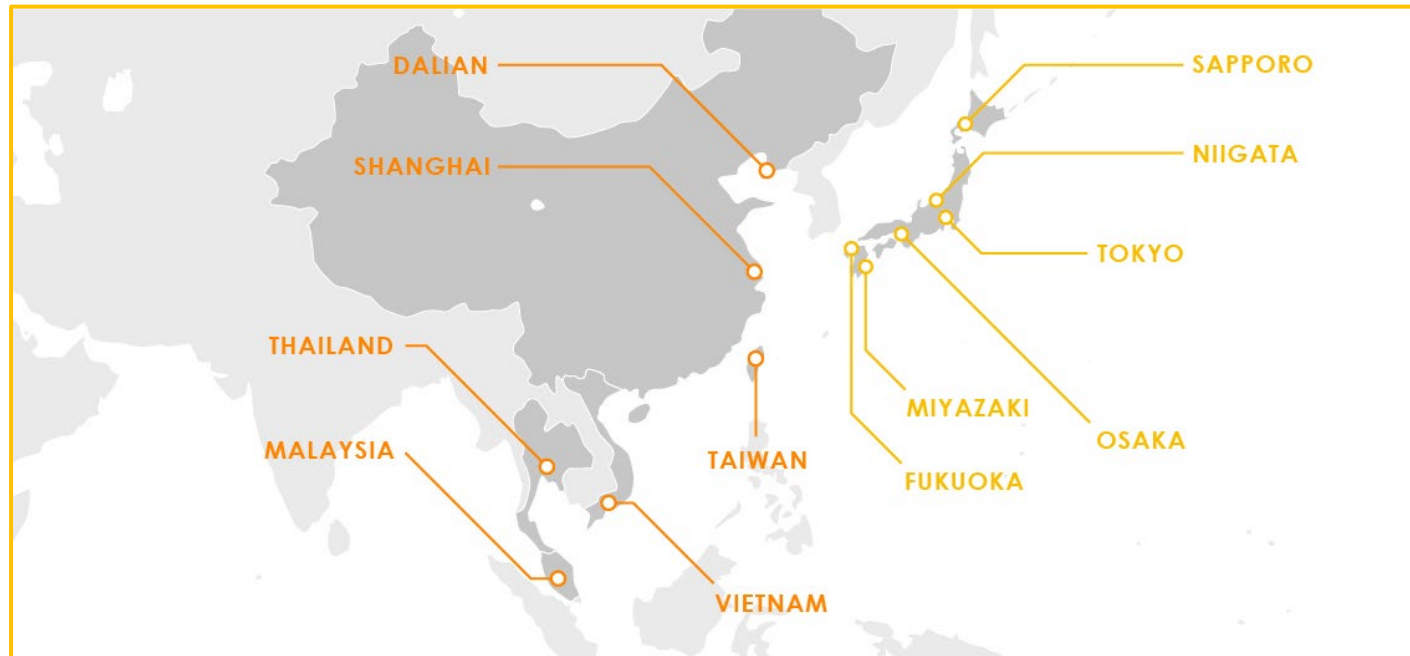 DALIAN
SAPPORO
NIIGATA
SHANGHAI
TOKYO
THAILAND
MIYAZAKI
OSAKA
MALAYSIA
TAIWAN
FUKUOKA
VIETNAM